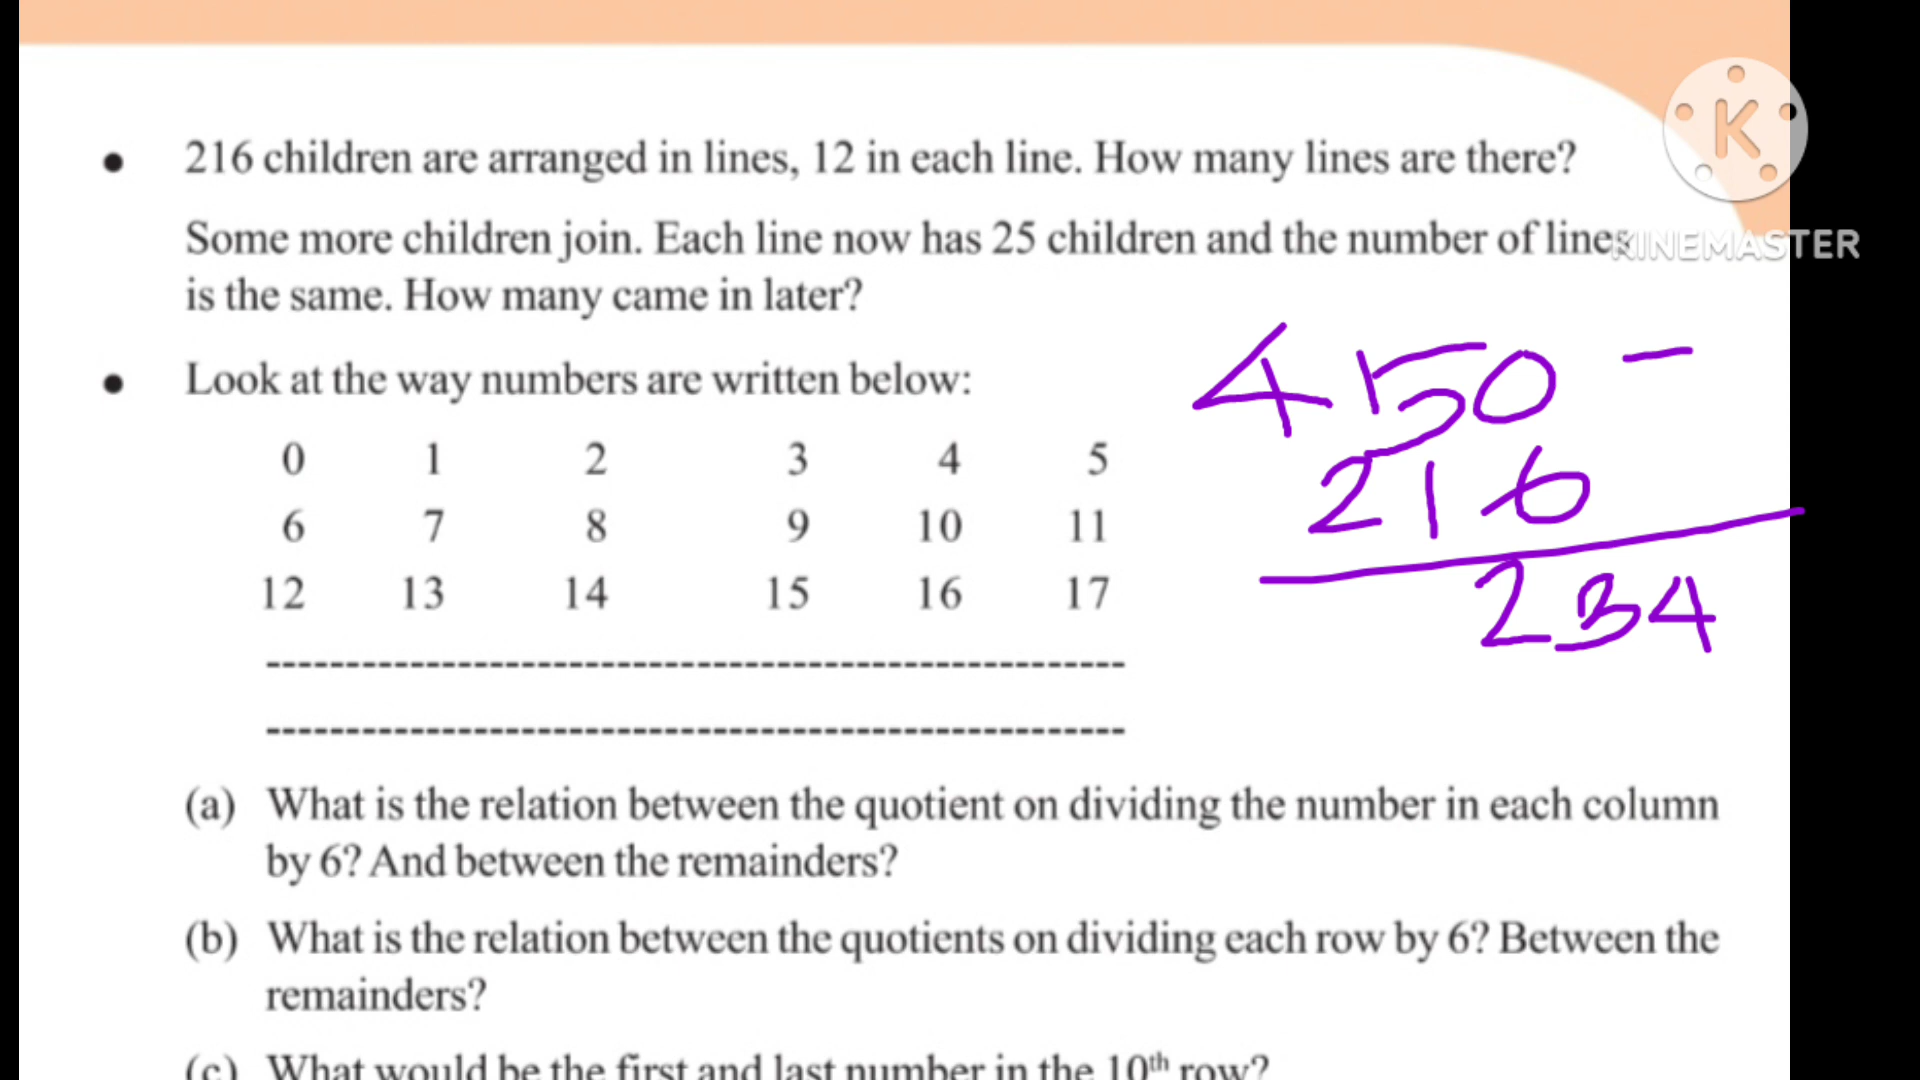 • 216 children are arranged in lines, 12 in each line. How many lines are there?
Some more children join. Each line now has 25 children and the number of lines
is the same. How many came in later?
• Look at the way numbers are written below:
0 1 2 3 4 5
6 7 8 9 10 11
12 13 14 15 16 17
(a) What is the relation between the quotient on dividing the number in each column
by 6? And between the remainders?
(b) What is the relation between the quotients on dividing each row by 6? Between the
remainders?
(c) What would be the first and last number in the 10th row?
450 -
216
234
K
KINEMASTER